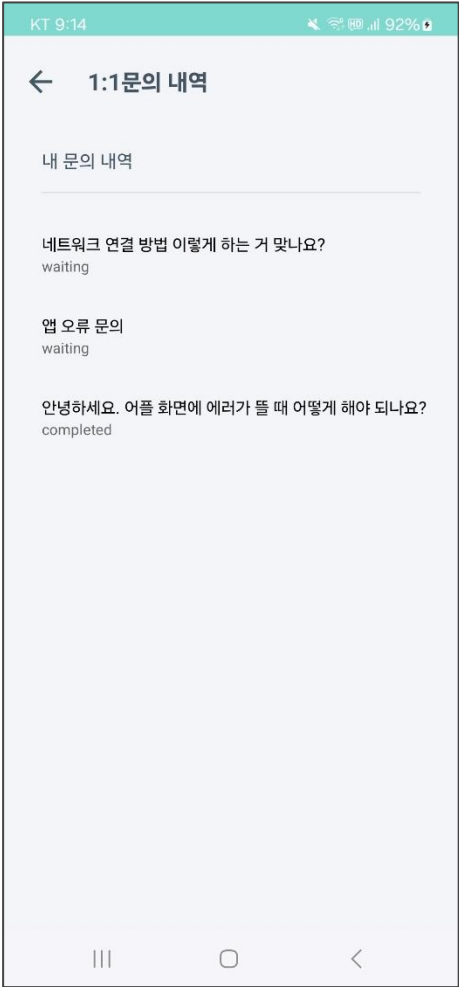 KT 9:14
92%
1:1문의 내역
내 문의 내역
네트워크 연결 방법 이렇게 하는 거 맞나요?
waiting
앱 오류 문의
waiting
안녕하세요. 어플 화면에 에러가 뜰 때 어떻게 해야 되나요?
completed